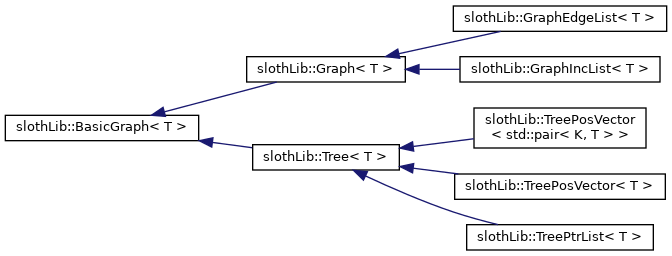 slothLib::GraphEdgeList< T >
slothLib::Graph< T >
slothLib::GraphIncList< T >
slothLib::BasicGraph< T >
slothLib::TreePosVector
< std::pair< K, T > >
slothLib::Tree< T >
slothLib::TreePosVector< T >
slothLib::TreePtrList< T >